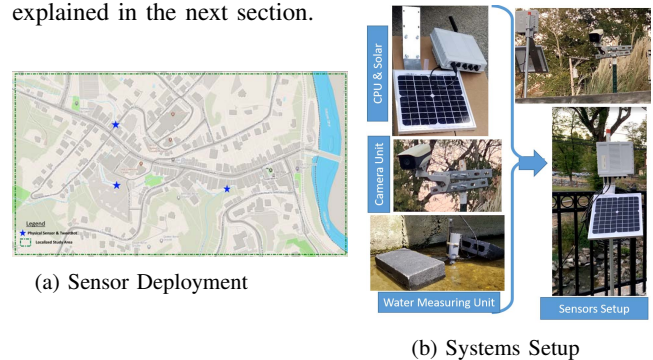 explained in the next section.
Legend
Physical Sensor & Tweetbot
Localized Study Area
(a) Sensor Deployment
CPU & Solar
Camera Unit
Water Measuring Unit
Sensors Setup
(b) Systems Setup